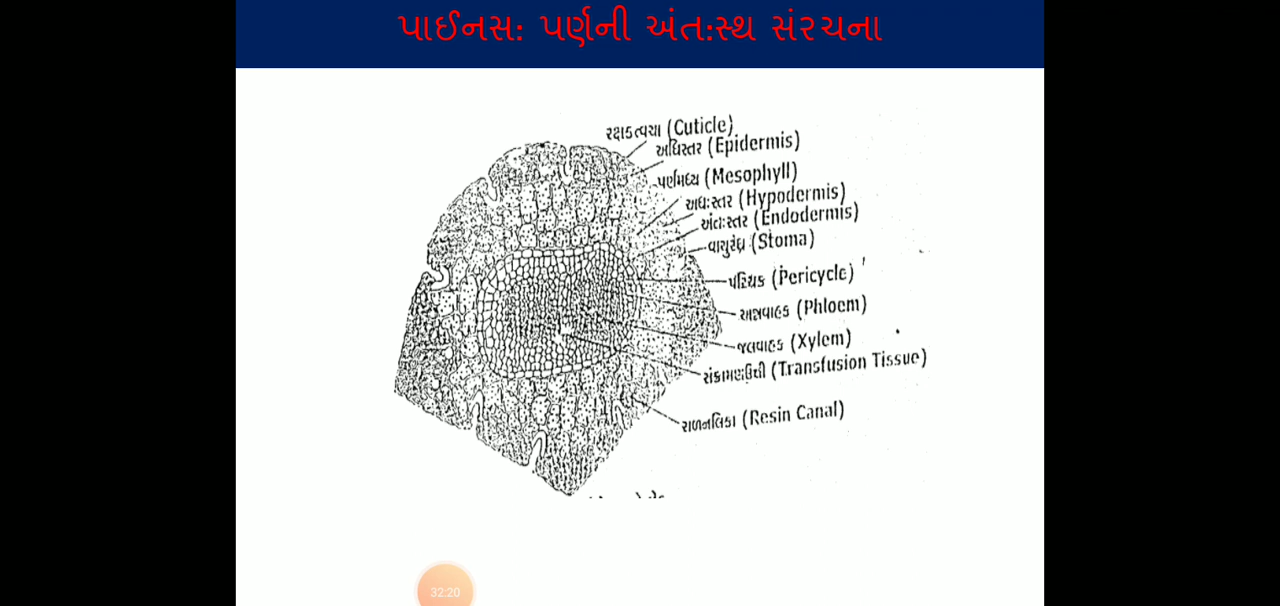 પાઈનસ: પર્ણની અંત:સ્થ સંરચના
રક્ષકત્વચા (Cuticle)
અધિસ્તર (Epidermis)
પર્ણમધ્ય (Mesophyll)
અધઃસ્તર (Hypodermis)
અંતઃસ્તર (Endodermis)
વાયુરંધ્ર (Stoma)
પરિચક્ર (Pericycle)
અન્નવાહક (Phloem)
જલવાહક (Xylem)
(Transfusion Tissue)
રાળનલિકા (Resin Canal)
32:20